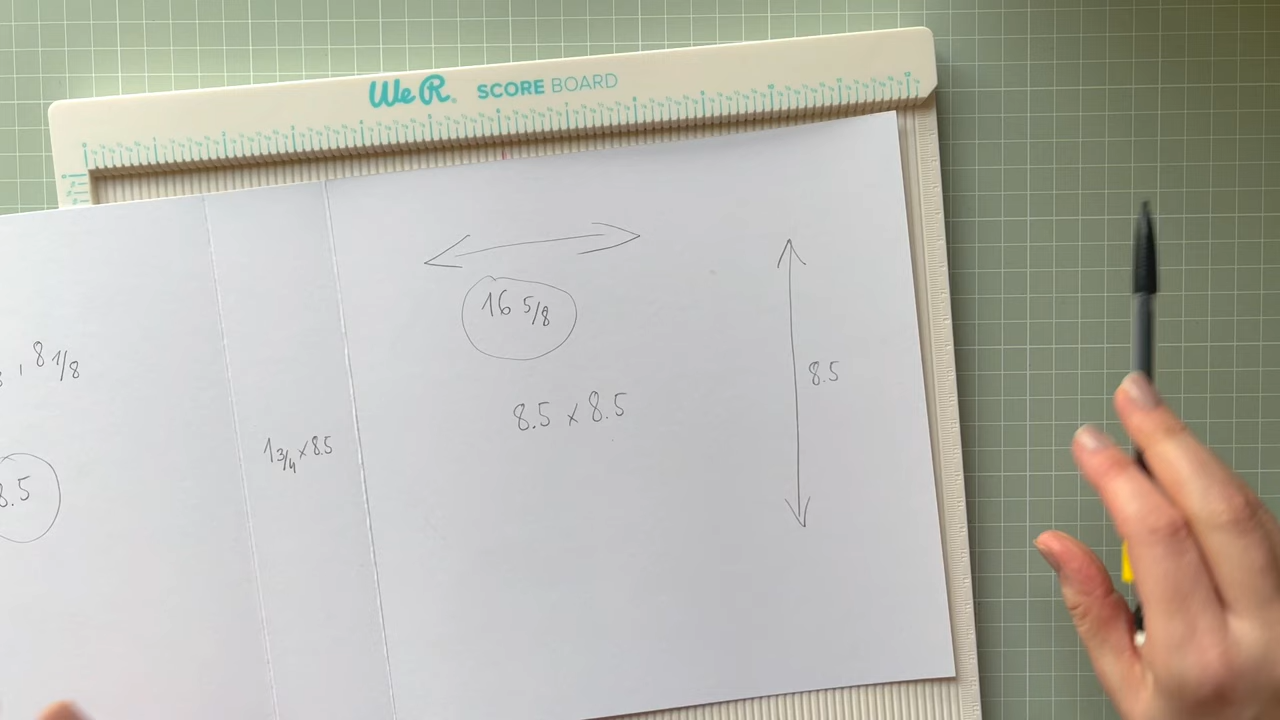 We R. SCORE BOARD
16 5/8
, 8 1/8
8.5
8.5 x 8.5
1 3/4 x 8.5
8.5